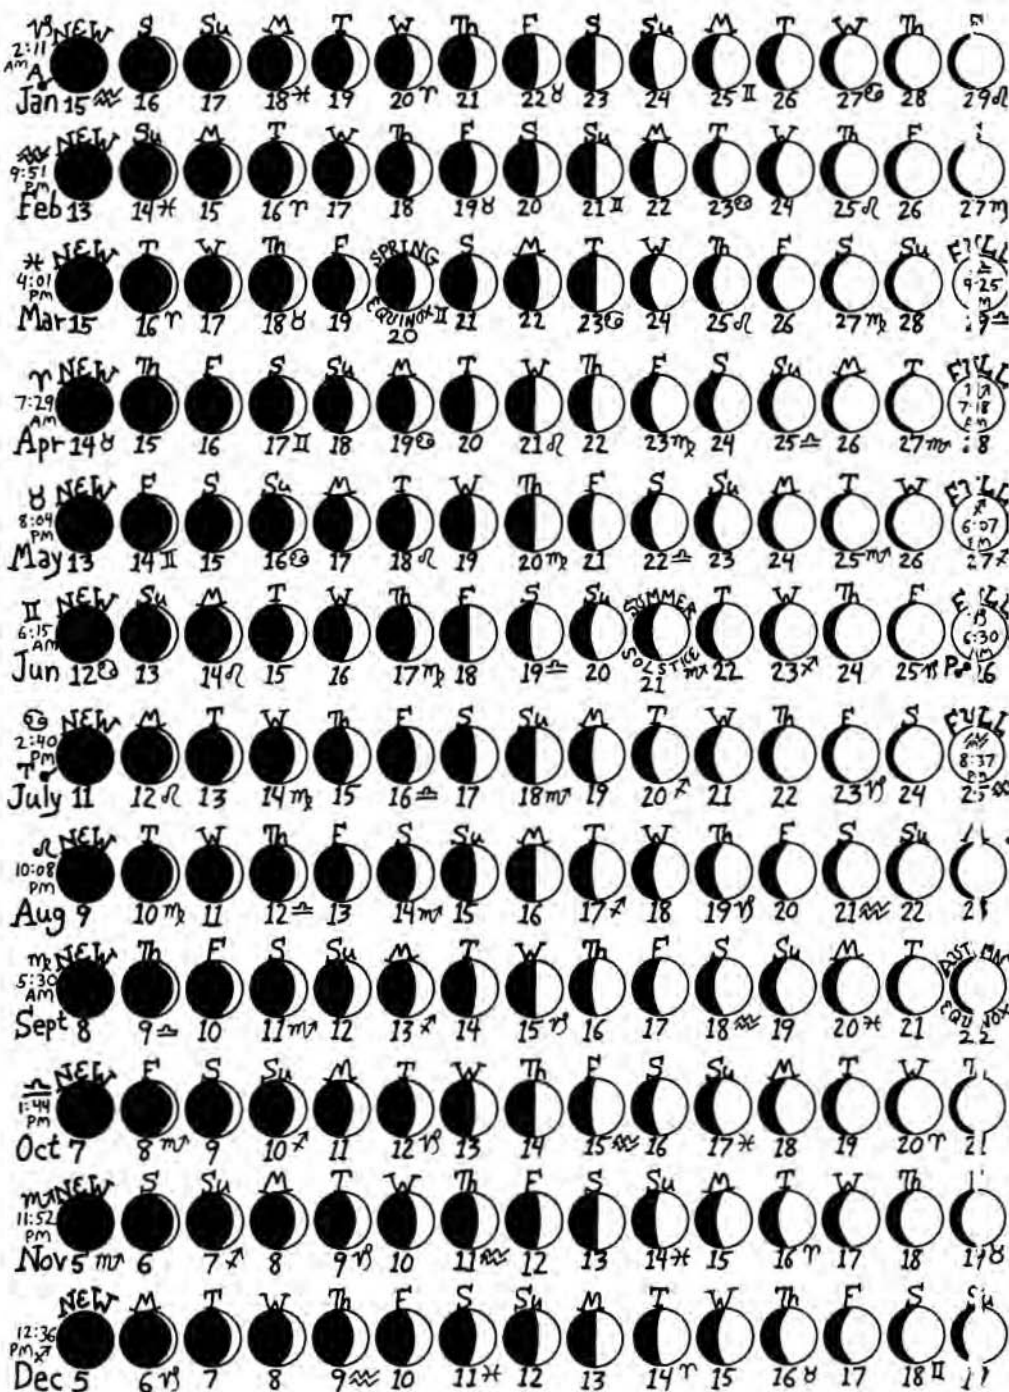 ♑ NEW S Su M T W Th F S Su M T W Th
2:11 AM A
Jan 15 ♒ 16 17 18 ♓ 19 20 ♈ 21 22 ♉ 23 24 25 ♊ 26 27 ♋ 28 29 ♌
♒ NEW Su M T W Th F S Su M T W Th F
9:51 PM
Feb 13 14 ♓ 15 16 ♈ 17 18 19 ♉ 20 21 ♊ 22 23 ♋ 24 25 ♌ 26 27 ♍
♓ NEW T W Th F SPRING S M T W Th F S Su FULL
4:01 PM ♎ 9:25
Mar 15 16 ♈ 17 18 ♉ 19 EQUINOX 20 ♊ 21 22 23 ♋ 24 25 ♌ 26 27 ♍ 28 29 ♎
♈ NEW Th F S Su M T W T F S Su M T FULL
7:29 AM 7:18
Apr 14 ♉ 15 16 17 ♊ 18 19 ♋ 20 21 ♌ 22 23 ♍ 24 25 ♎ 26 27 ♏ 28
♉ NEW F S Su M T W Th F S Su M T W FULL
8:04 PM ♐ 6:07
May 13 14 ♊ 15 16 ♋ 17 18 ♌ 19 20 ♍ 21 22 ♎ 23 24 25 ♏ 26 27 ♐
♊ NEW Su M T W Th F S Su SUMMER T W Th F FULL
6:15 AM ♑ 6:30
Jun 12 ♋ 13 14 ♌ 15 16 17 ♍ 18 19 ♎ 20 SOLSTICE 21 ♏ 22 23 ♐ 24 25 ♑ P 26
♋ NEW M T W Th F S Su M T W Th F S FULL
2:40 PM T ♒ 8:37 PM
July 11 12 ♌ 13 14 ♍ 15 16 ♎ 17 18 ♏ 19 20 ♐ 21 22 23 ♑ 24 25 ♒
♌ NEW T W Th F S Su M T W Th F S Su
10:08 PM
Aug 9 10 ♍ 11 12 ♎ 13 14 ♏ 15 16 17 ♐ 18 19 ♑ 20 21 ♒ 22
♍ NEW Th F S Su M T W Th F S Su M T
5:30 AM
Sept 8 9 ♎ 10 11 ♏ 12 13 ♐ 14 15 ♑ 16 17 18 ♒ 19 20 ♓ 21 22
♎ NEW F S Su M T W Th F S Su M T W
1:44 PM
Oct 7 8 ♏ 9 10 ♐ 11 12 ♑ 13 14 15 ♒ 16 17 ♓ 18 19 20 ♈ 21
♏ NEW S Su M T W Th F S Su M T W Th
11:52 PM
Nov 5 ♏ 6 7 ♐ 8 9 ♑ 10 11 ♒ 12 13 14 ♓ 15 16 ♈ 17 18 19 ♉
NEW M T W Th F S Su M T W Th F S Su
12:36 PM ♐
Dec 5 6 ♑ 7 8 9 ♒ 10 11 ♓ 12 13 14 ♈ 15 16 ♉ 17 18 ♊